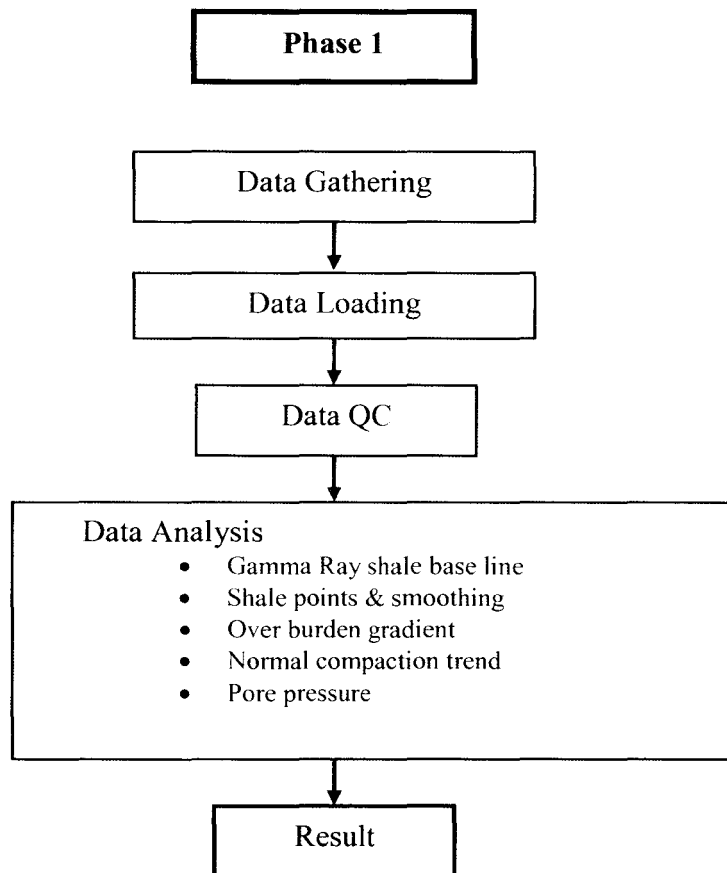 Phase 1
Data Gathering
Data Loading
Data QC
Data Analysis
• Gamma Ray shale base line
• Shale points & smoothing
• Over burden gradient
• Normal compaction trend
• Pore pressure
Result